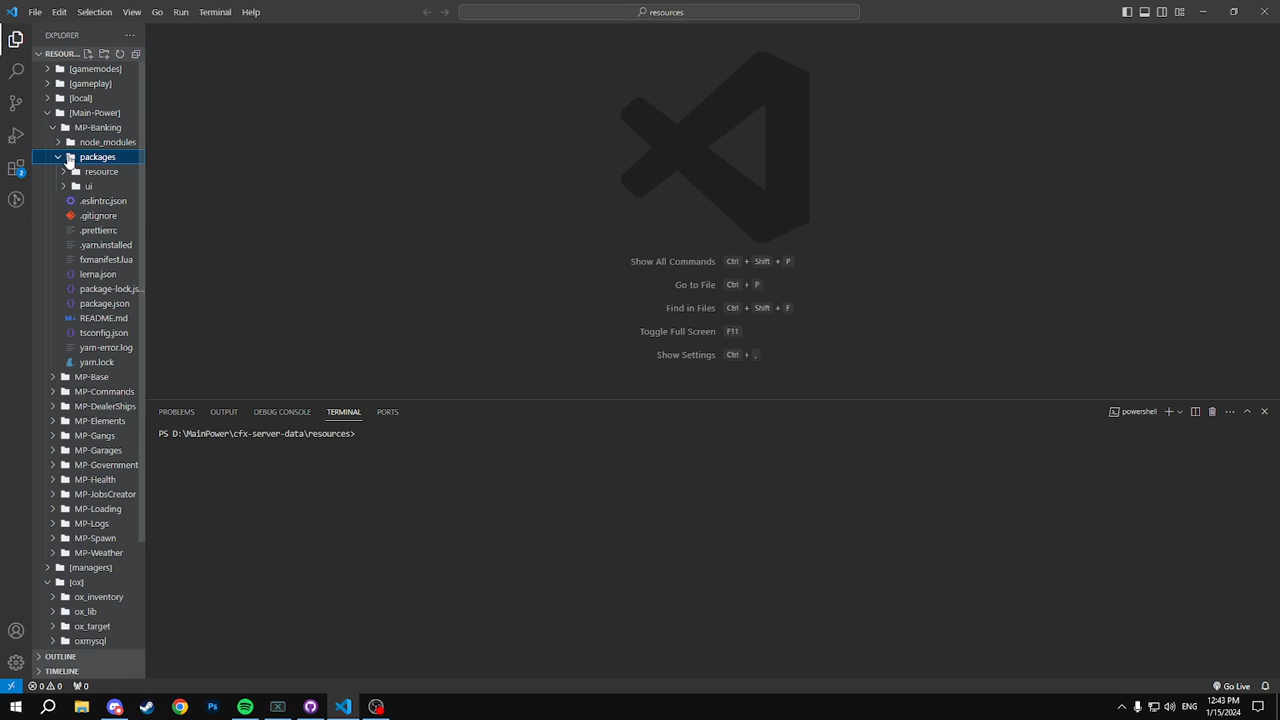 File Edit Selection View Go Run Terminal Help
resources
EXPLORER
RESOUR...
[gamemodes]
[gameplay]
[local]
[Main-Power]
MP-Banking
node_modules
packages
resource
ui
.eslintrc.json
.gitignore
.prettierrc
.yarn.installed
fxmanifest.lua
lerna.json
package-lock.js...
package.json
README.md
tsconfig.json
yarn-error.log
yarn.lock
MP-Base
MP-Commands
MP-DealerShips
MP-Elements
MP-Gangs
MP-Garages
MP-Government
MP-Health
MP-JobsCreator
MP-Loading
MP-Logs
MP-Spawn
MP-Weather
[managers]
[ox]
ox_inventory
ox_lib
ox_target
oxmysql
OUTLINE
TIMELINE
2
Show All Commands Ctrl + Shift + P
Go to File Ctrl + P
Find in Files Ctrl + Shift + F
Toggle Full Screen F11
Show Settings Ctrl + ,
PROBLEMS OUTPUT DEBUG CONSOLE TERMINAL PORTS
powershell
PS D:\MainPower\cfx-server-data\resources>
0 0 0
Go Live
ENG
12:43 PM
1/15/2024